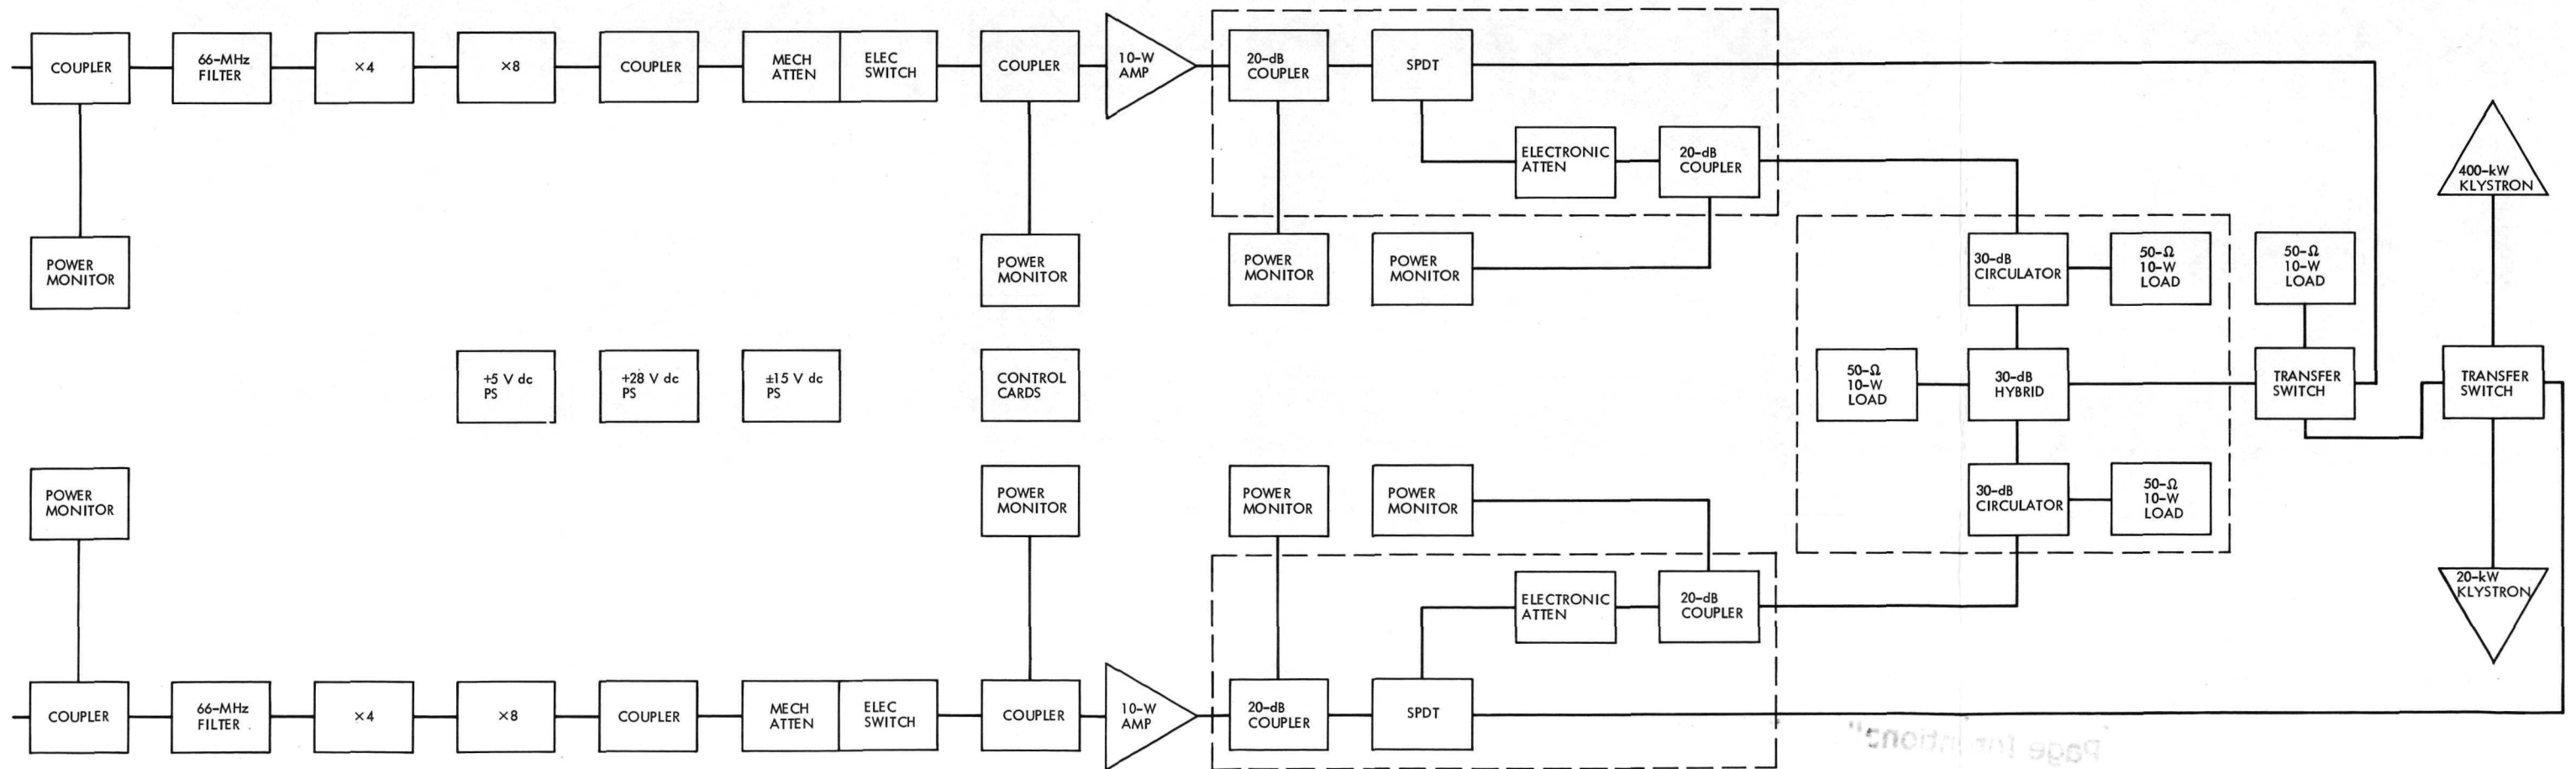 COUPLER
66-MHz
FILTER
×4
×8
COUPLER
MECH
ATTEN
ELEC
SWITCH
COUPLER
10-W
AMP
20-dB
COUPLER
SPDT
ELECTRONIC
ATTEN
20-dB
COUPLER
400-kW
KLYSTRON
POWER
MONITOR
POWER
MONITOR
POWER
MONITOR
POWER
MONITOR
30-dB
CIRCULATOR
50-Ω
10-W
LOAD
50-Ω
10-W
LOAD
+5 V dc
PS
+28 V dc
PS
±15 V dc
PS
CONTROL
CARDS
50-Ω
10-W
LOAD
30-dB
HYBRID
TRANSFER
SWITCH
TRANSFER
SWITCH
POWER
MONITOR
POWER
MONITOR
POWER
MONITOR
POWER
MONITOR
30-dB
CIRCULATOR
50-Ω
10-W
LOAD
ELECTRONIC
ATTEN
20-dB
COUPLER
20-kW
KLYSTRON
COUPLER
66-MHz
FILTER
×4
×8
COUPLER
MECH
ATTEN
ELEC
SWITCH
COUPLER
10-W
AMP
20-dB
COUPLER
SPDT
Page